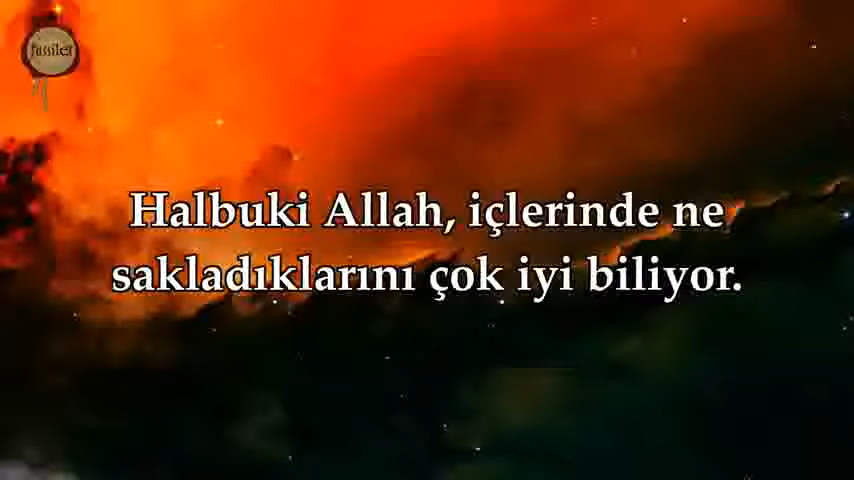 Halbuki Allah, içlerinde ne
sakladıklarını çok iyi biliyor.